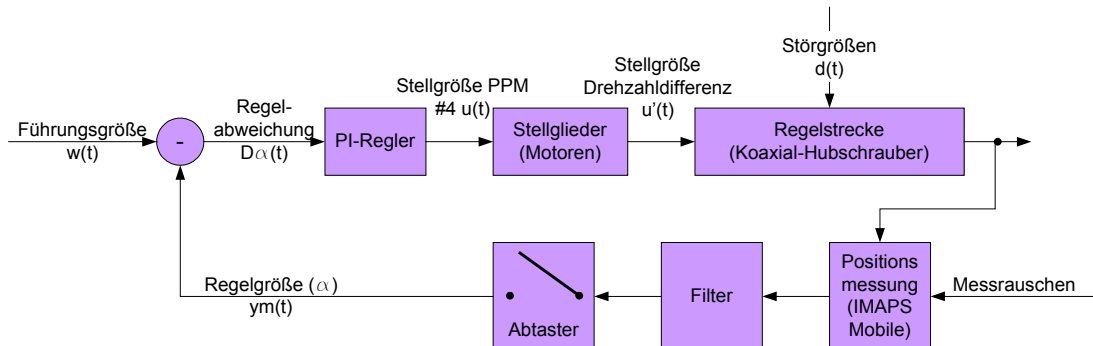 Störgrößen
d(t)
Führungsgröße
w(t)
-
Regel-
abweichung
Dα(t)
PI-Regler
Stellgröße PPM
#4 u(t)
Stellglieder
(Motoren)
Stellgröße
Drehzahldifferenz
u'(t)
Regelstrecke
(Koaxial-Hubschrauber)
Regelgröße (α)
ym(t)
Abtaster
Filter
Positions
messung
(IMAPS
Mobile)
Messrauschen